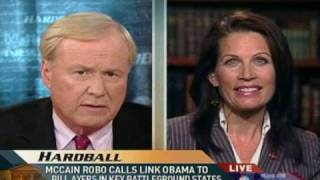 HARDBALL
LIVE
MCCAIN ROBO CALLS LINK OBAMA TO
BILL AYERS IN KEY BATTLEGROUND STATES